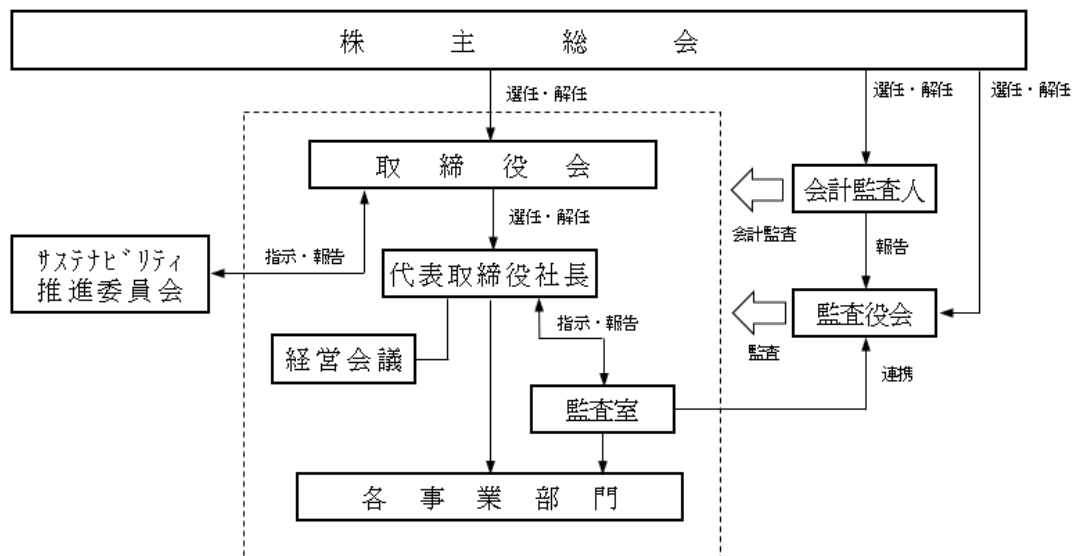 株主総会
選任・解任
選任・解任
選任・解任
取締役会
会計監査人
会計監査
選任・解任
報告
サステナビリティ
推進委員会
指示・報告
代表取締役社長
監査役会
監査
指示・報告
経営会議
連携
監査室
各事業部門